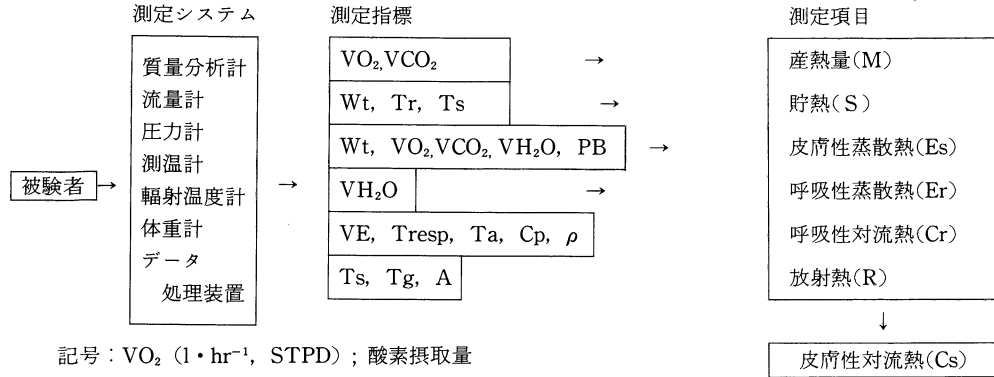 測定システム
測定指標
測定項目
被験者
→
質量分析計
流量計
圧力計
測温計
輻射温度計
体重計
データ
処理装置
→
VO₂,VCO₂ →
Wt, Tr, Ts →
Wt, VO₂,VCO₂, VH₂O, PB →
VH₂O →
VE, Tresp, Ta, Cp, ρ
Ts, Tg, A
産熱量(M)
貯熱(S)
皮膚性蒸散熱(Es)
呼吸性蒸散熱(Er)
呼吸性対流熱(Cr)
放射熱(R)
↓
皮膚性対流熱(Cs)
記号：VO₂ (l・hr⁻¹, STPD) ; 酸素摂取量